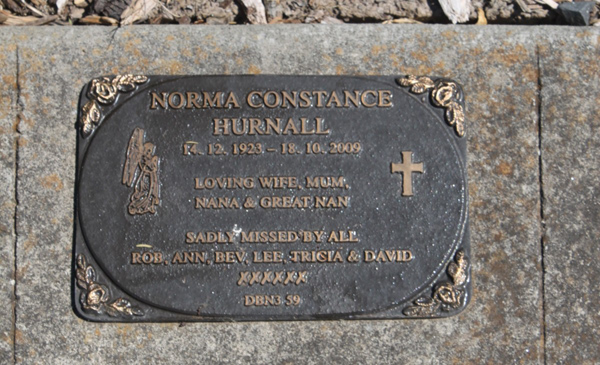 NORMA CONSTANCE
HURNALL
12. 1923 – 18. 10. 2009
LOVING WIFE, MUM,
NANA & GREAT NAN
SADLY MISSED BY ALL
ROB, ANN, BEV, LEE, TRICIA & DAVID
XXXXXX
DBN3 59